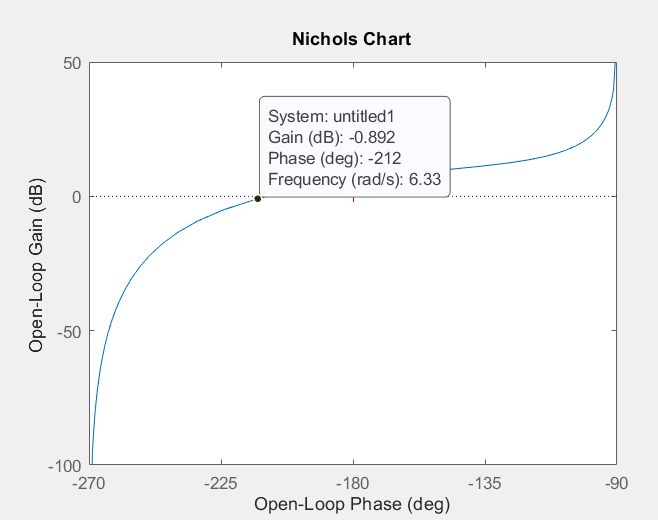 Nichols Chart
50
System: untitled1
Gain (dB): -0.892
Phase (deg): -212
Frequency (rad/s): 6.33
0
Open-Loop Gain (dB)
-50
-100
-270 -225 -180 -135 -90
Open-Loop Phase (deg)